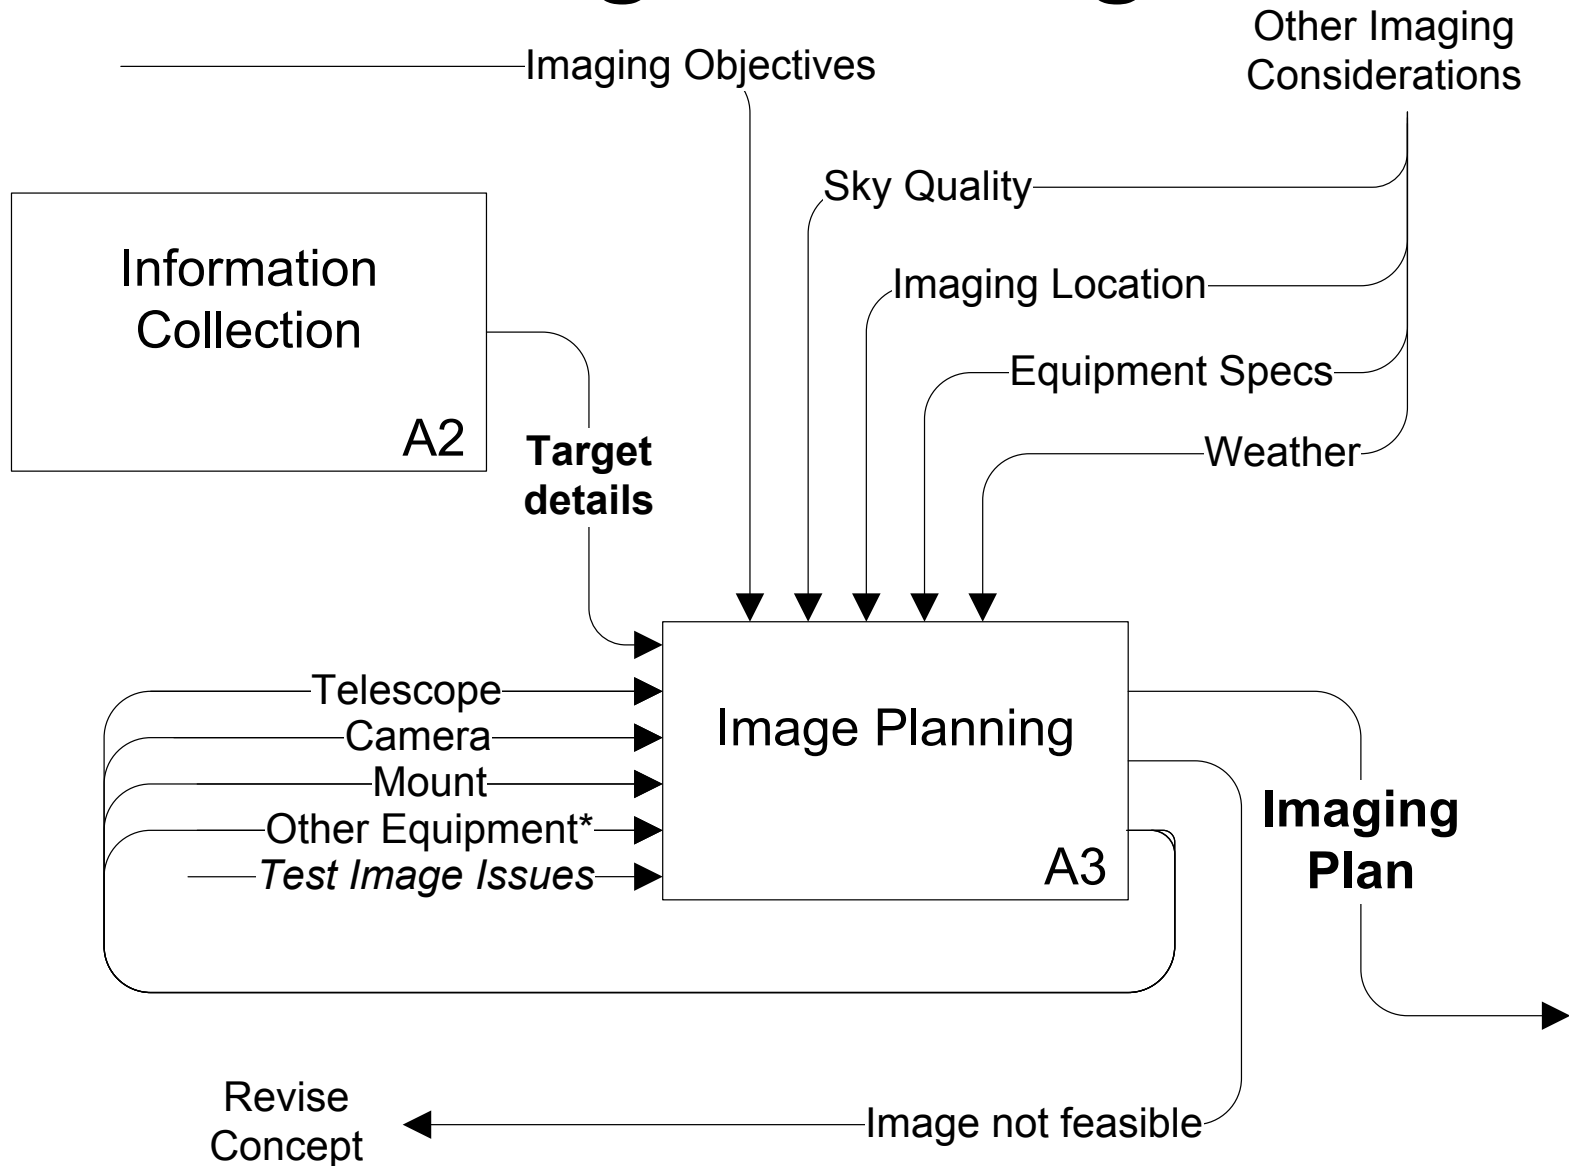 Other Imaging
Considerations
Imaging Objectives
Sky Quality
Information
Collection
A2
Imaging Location
Equipment Specs
Weather
Target
details
Telescope
Camera
Mount
Other Equipment*
Test Image Issues
Image Planning
A3
Imaging
Plan
Revise
Concept
Image not feasible